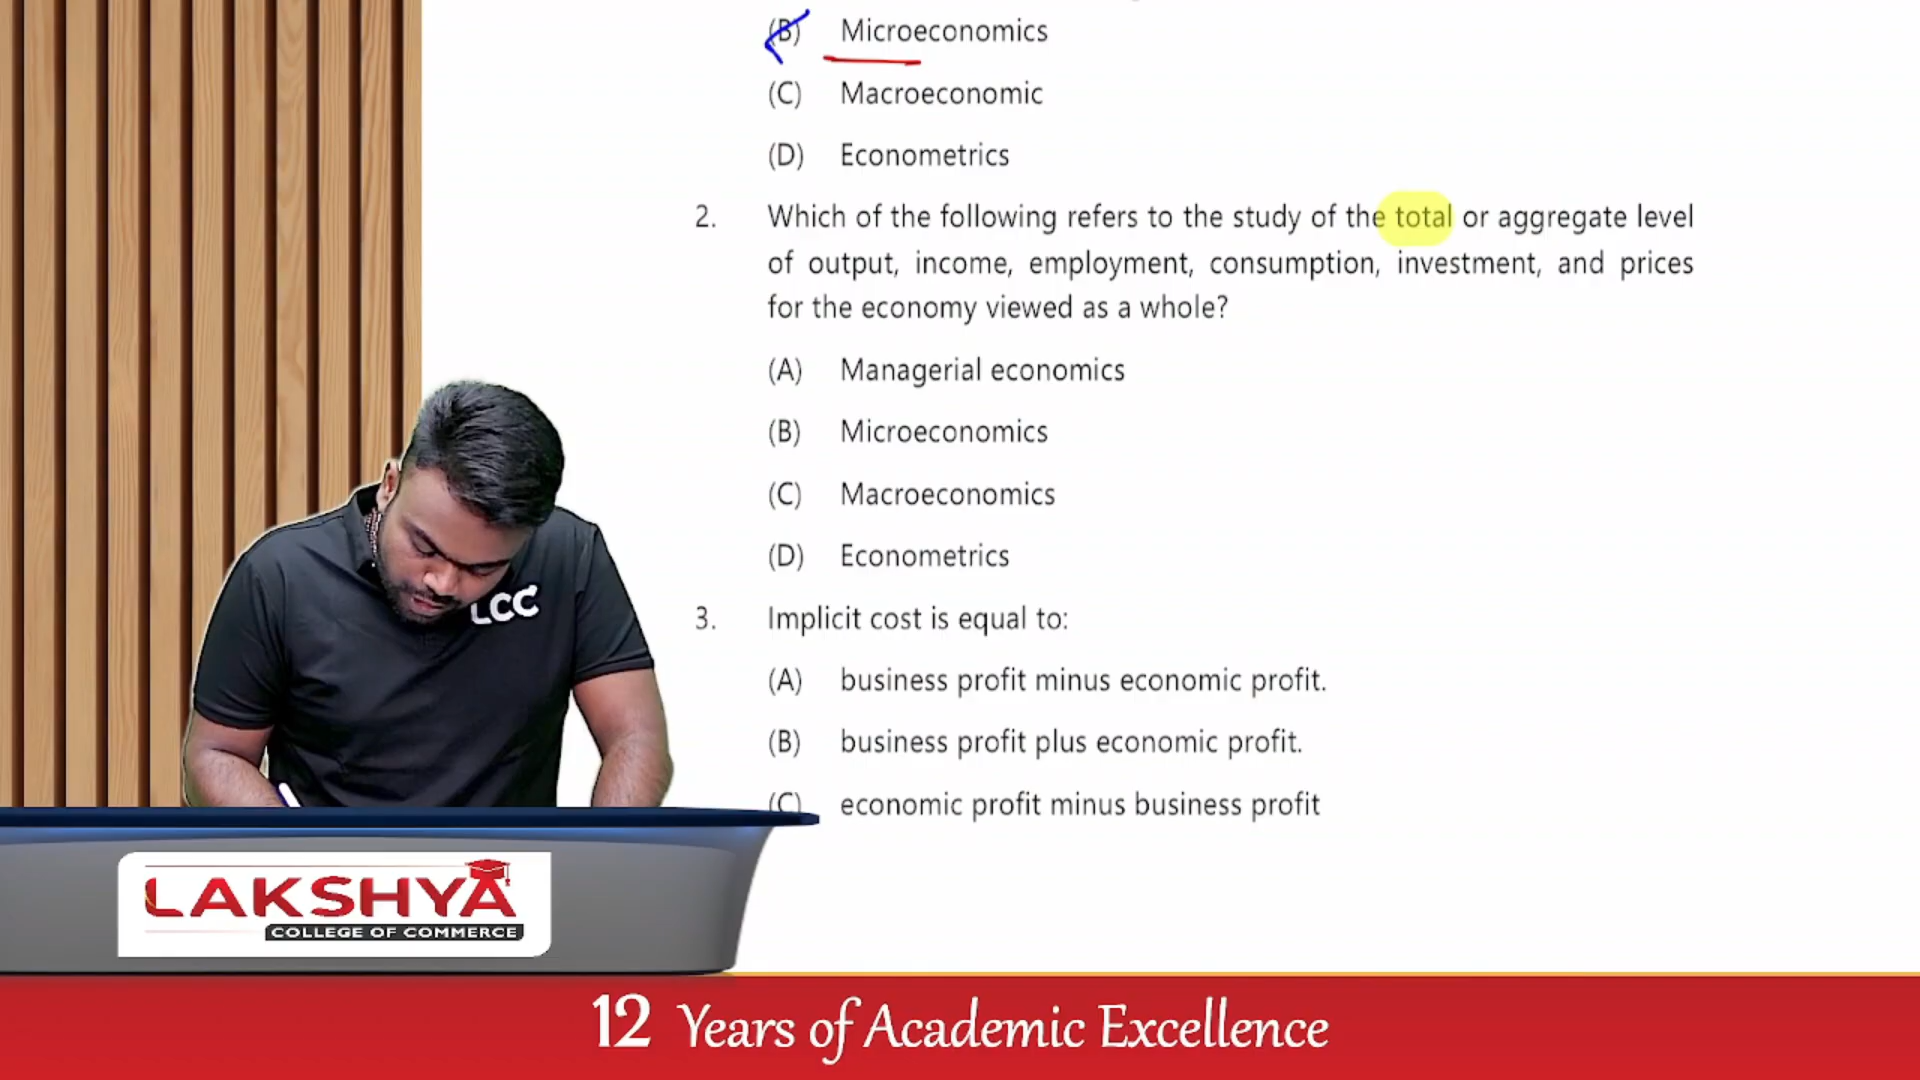 (B) Microeconomics
(C) Macroeconomic
(D) Econometrics
2. Which of the following refers to the study of the total or aggregate level
of output, income, employment, consumption, investment, and prices
for the economy viewed as a whole?
(A) Managerial economics
(B) Microeconomics
(C) Macroeconomics
(D) Econometrics
LCC
3. Implicit cost is equal to:
(A) business profit minus economic profit.
(B) business profit plus economic profit.
(C) economic profit minus business profit
LAKSHYA
COLLEGE OF COMMERCE
12 Years of Academic Excellence